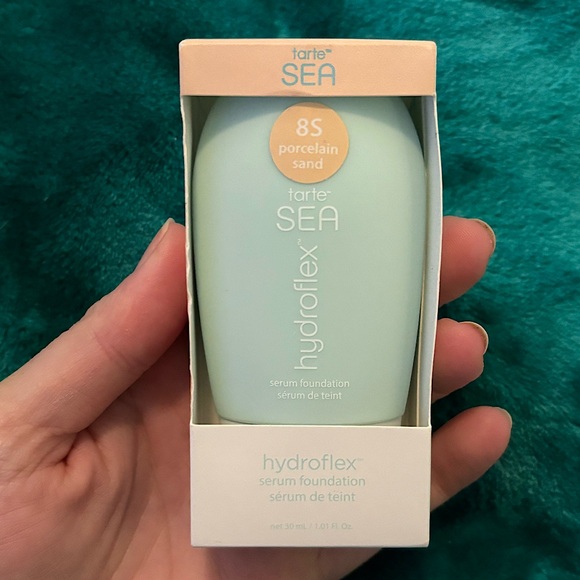 tarte™
SEA
8S
porcelain
sand
tarte™
SEA
hydroflex™
serum foundation
sérum de teint
hydroflex™
serum foundation
sérum de teint
net 30 mL | 1.01 fl. oz.